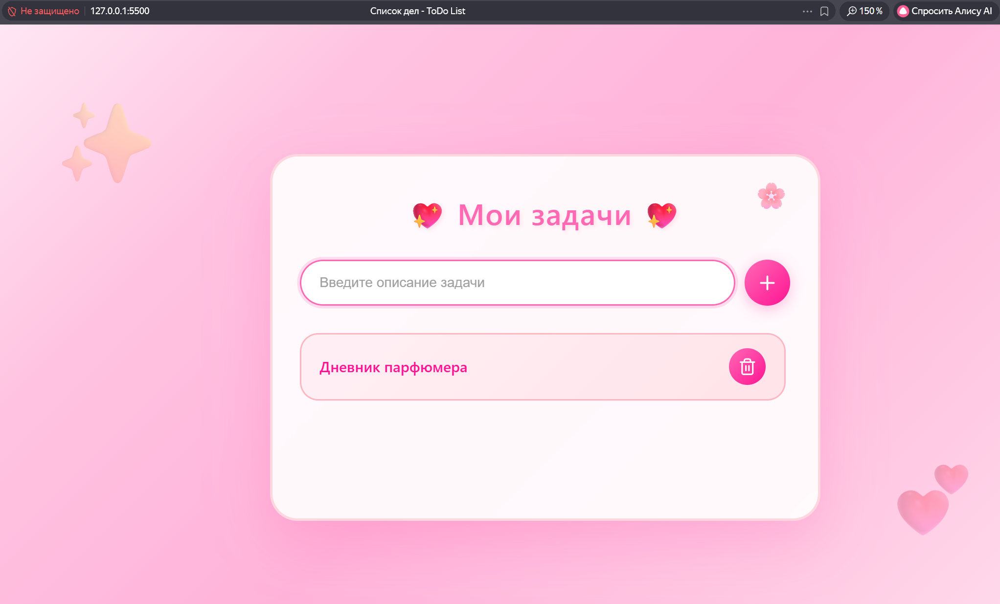 Не защищено 127.0.0.1:5500 Список дел - ToDo List 150 % Спросить Алису AI
Мои задачи
Введите описание задачи
Дневник парфюмера